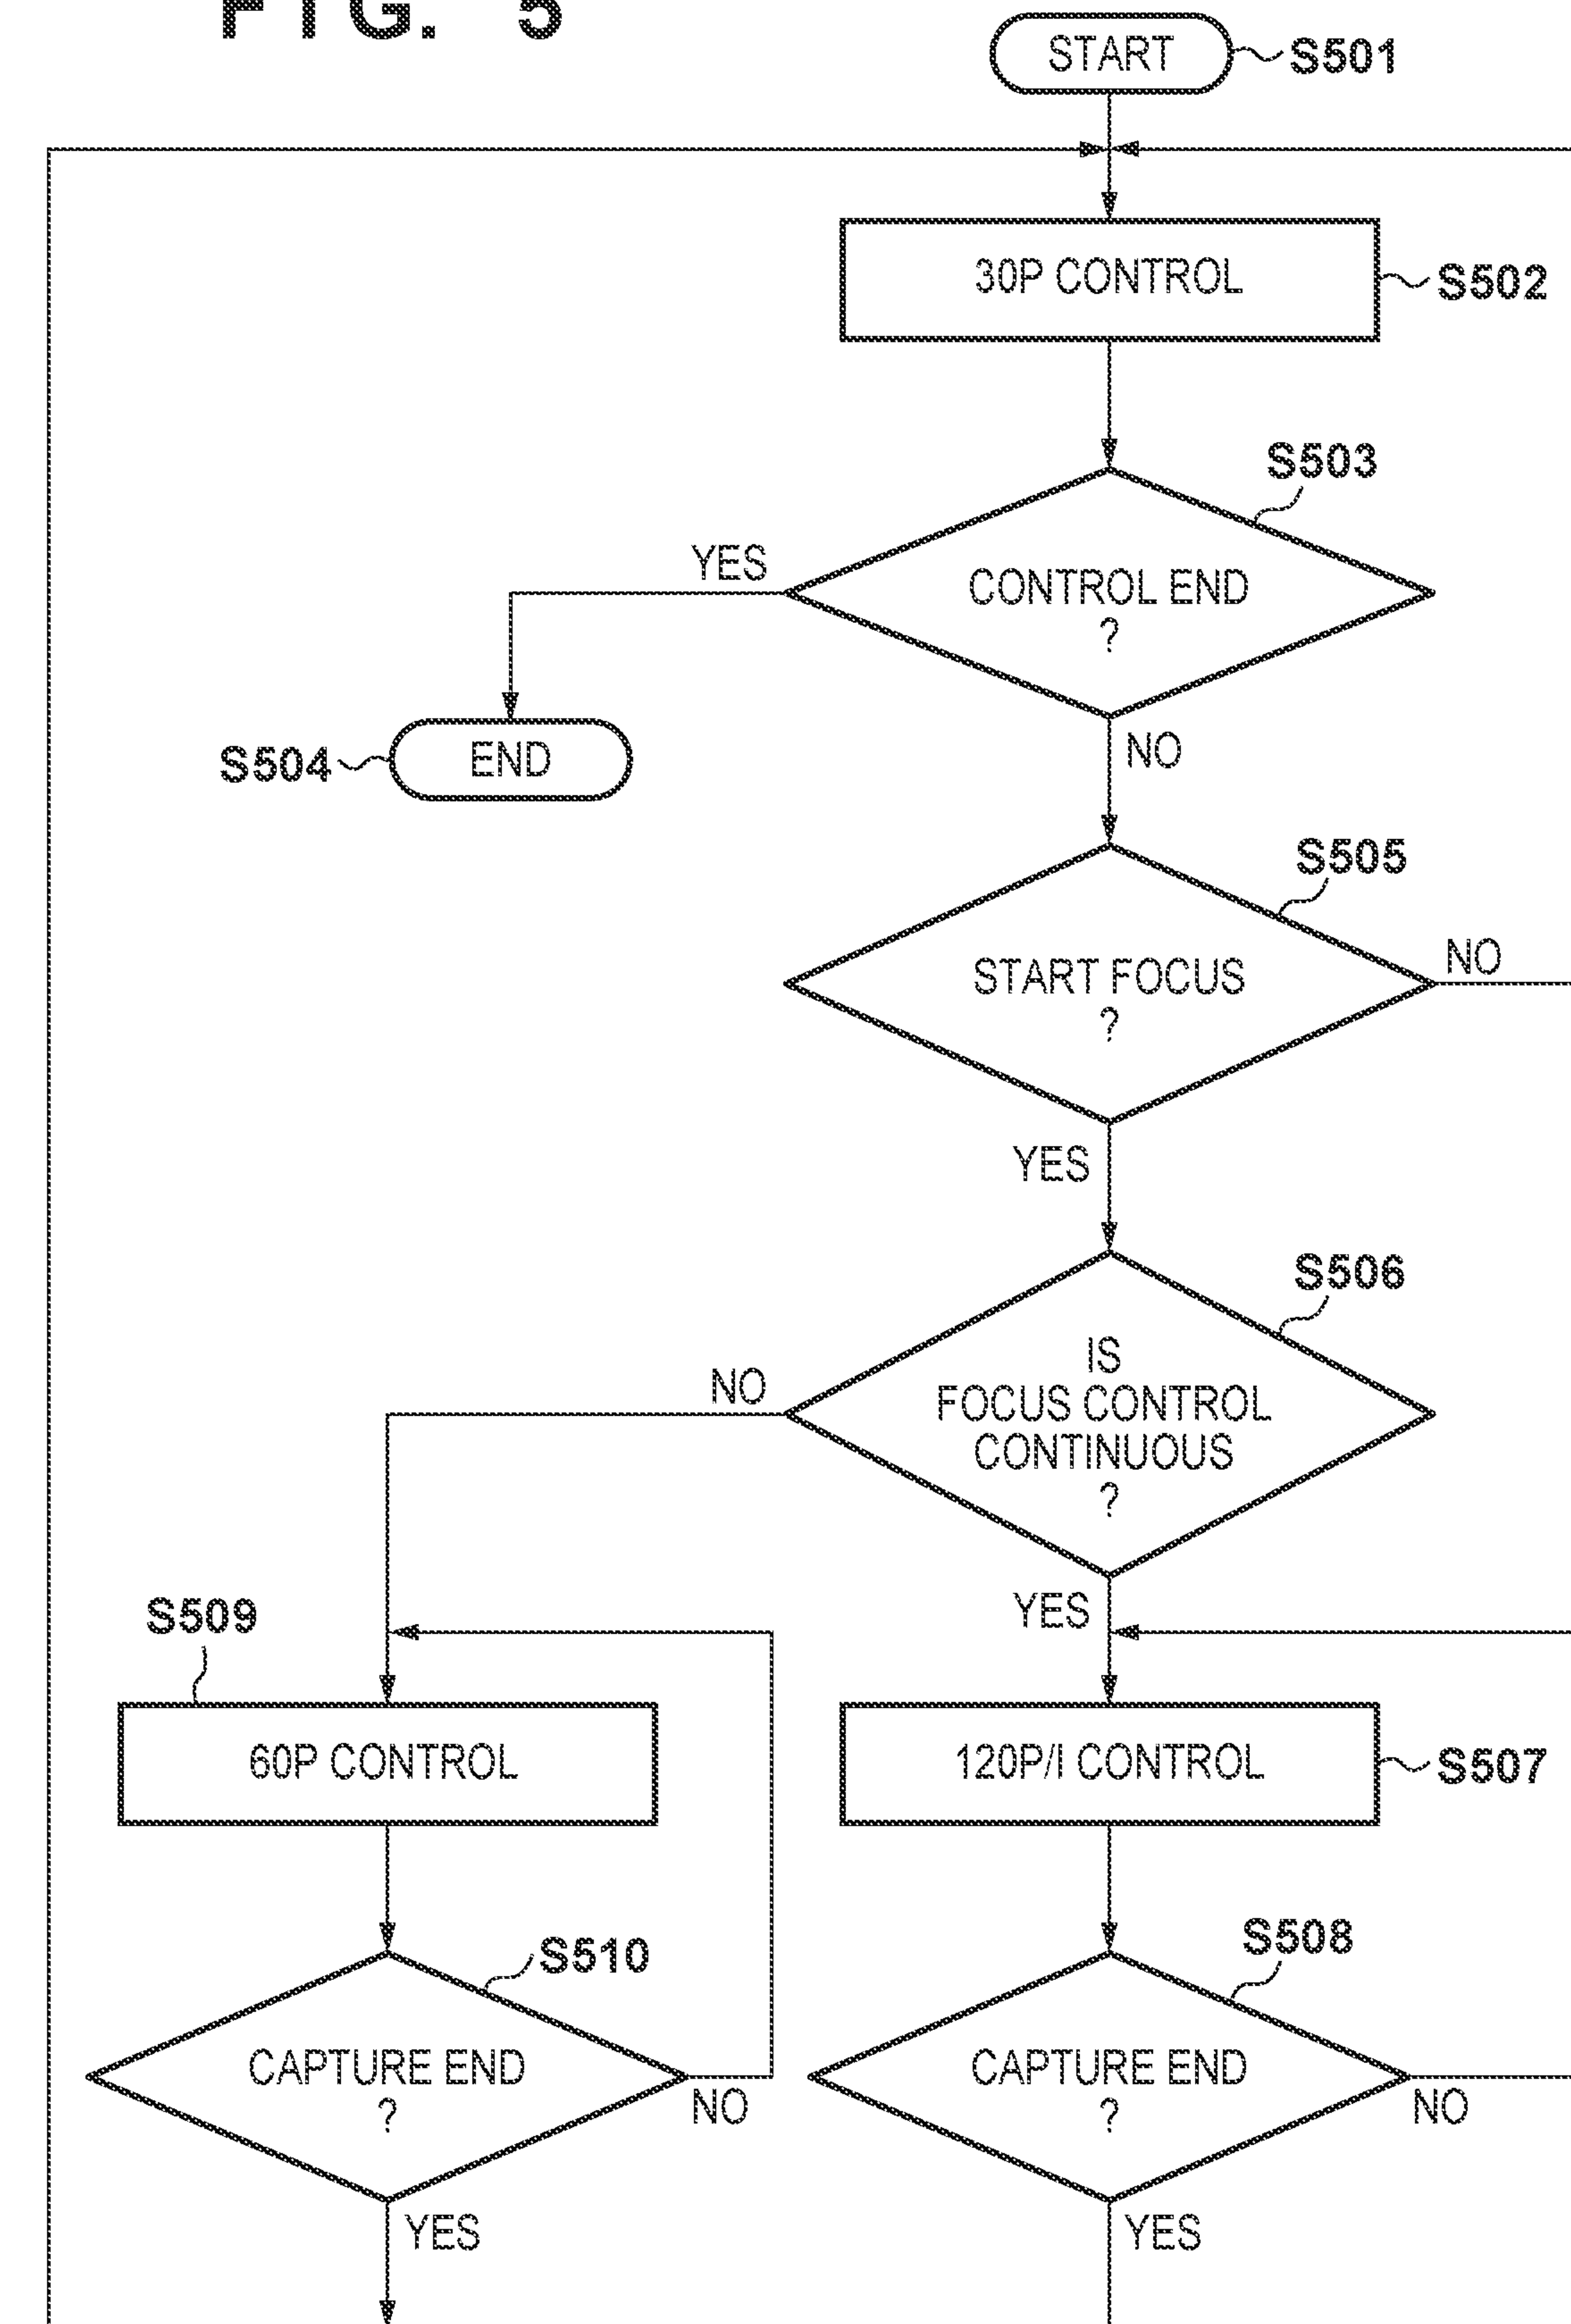 FIG. 5
START
S501
30P CONTROL
S502
S503
YES
CONTROL END
?
S504
END
NO
S505
START FOCUS
?
NO
YES
S506
IS
FOCUS CONTROL
CONTINUOUS
?
NO
YES
S509
60P CONTROL
120P/I CONTROL
S507
S510
S508
CAPTURE END
?
NO
CAPTURE END
?
NO
YES
YES